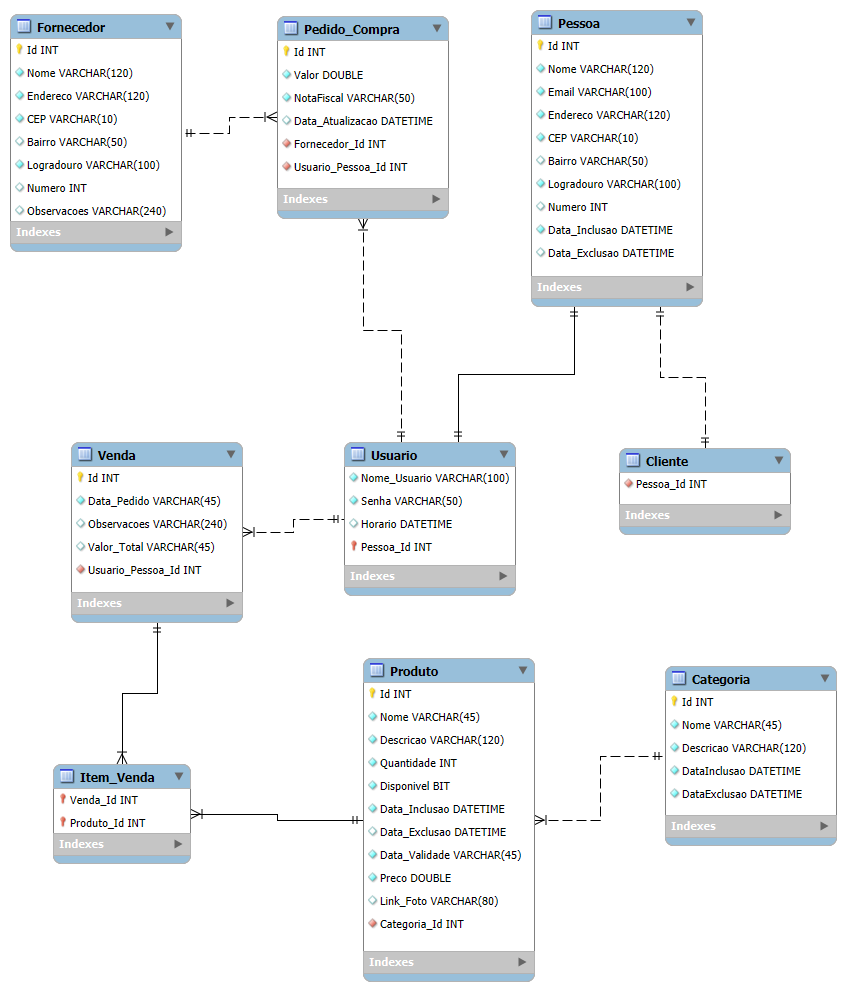 Fornecedor
Id INT
Nome VARCHAR(120)
Endereco VARCHAR(120)
CEP VARCHAR(10)
Bairro VARCHAR(50)
Logradouro VARCHAR(100)
Numero INT
Observacoes VARCHAR(240)
Indexes
Pedido_Compra
Id INT
Valor DOUBLE
NotaFiscal VARCHAR(50)
Data_Atualizacao DATETIME
Fornecedor_Id INT
Usuario_Pessoa_Id INT
Indexes
Pessoa
Id INT
Nome VARCHAR(120)
Email VARCHAR(100)
Endereco VARCHAR(120)
CEP VARCHAR(10)
Bairro VARCHAR(50)
Logradouro VARCHAR(100)
Numero INT
Data_Inclusao DATETIME
Data_Exclusao DATETIME
Indexes
Venda
Id INT
Data_Pedido VARCHAR(45)
Observacoes VARCHAR(240)
Valor_Total VARCHAR(45)
Usuario_Pessoa_Id INT
Indexes
Usuario
Nome_Usuario VARCHAR(100)
Senha VARCHAR(50)
Horario DATETIME
Pessoa_Id INT
Indexes
Cliente
Pessoa_Id INT
Indexes
Item_Venda
Venda_Id INT
Produto_Id INT
Indexes
Produto
Id INT
Nome VARCHAR(45)
Descricao VARCHAR(120)
Quantidade INT
Disponivel BIT
Data_Inclusao DATETIME
Data_Exclusao DATETIME
Data_Validade VARCHAR(45)
Preco DOUBLE
Link_Foto VARCHAR(80)
Categoria_Id INT
Indexes
Categoria
Id INT
Nome VARCHAR(45)
Descricao VARCHAR(120)
DataInclusao DATETIME
DataExclusao DATETIME
Indexes